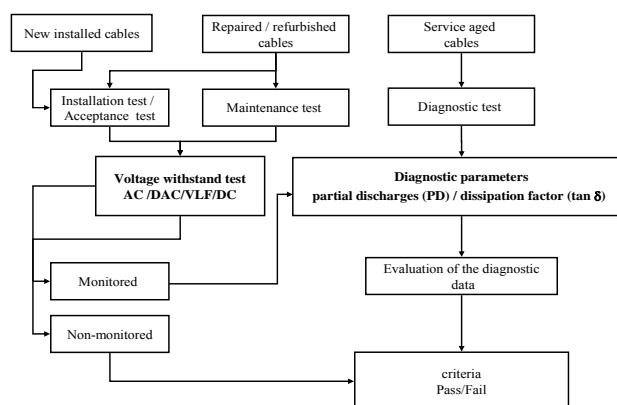 New installed cables
Repaired / refurbished
cables
Service aged
cables
Installation test /
Acceptance test
Maintenance test
Diagnostic test
Voltage withstand test
AC /DAC/VLF/DC
Diagnostic parameters
partial discharges (PD) / dissipation factor (tan δ)
Monitored
Evaluation of the diagnostic
data
Non-monitored
criteria
Pass/Fail